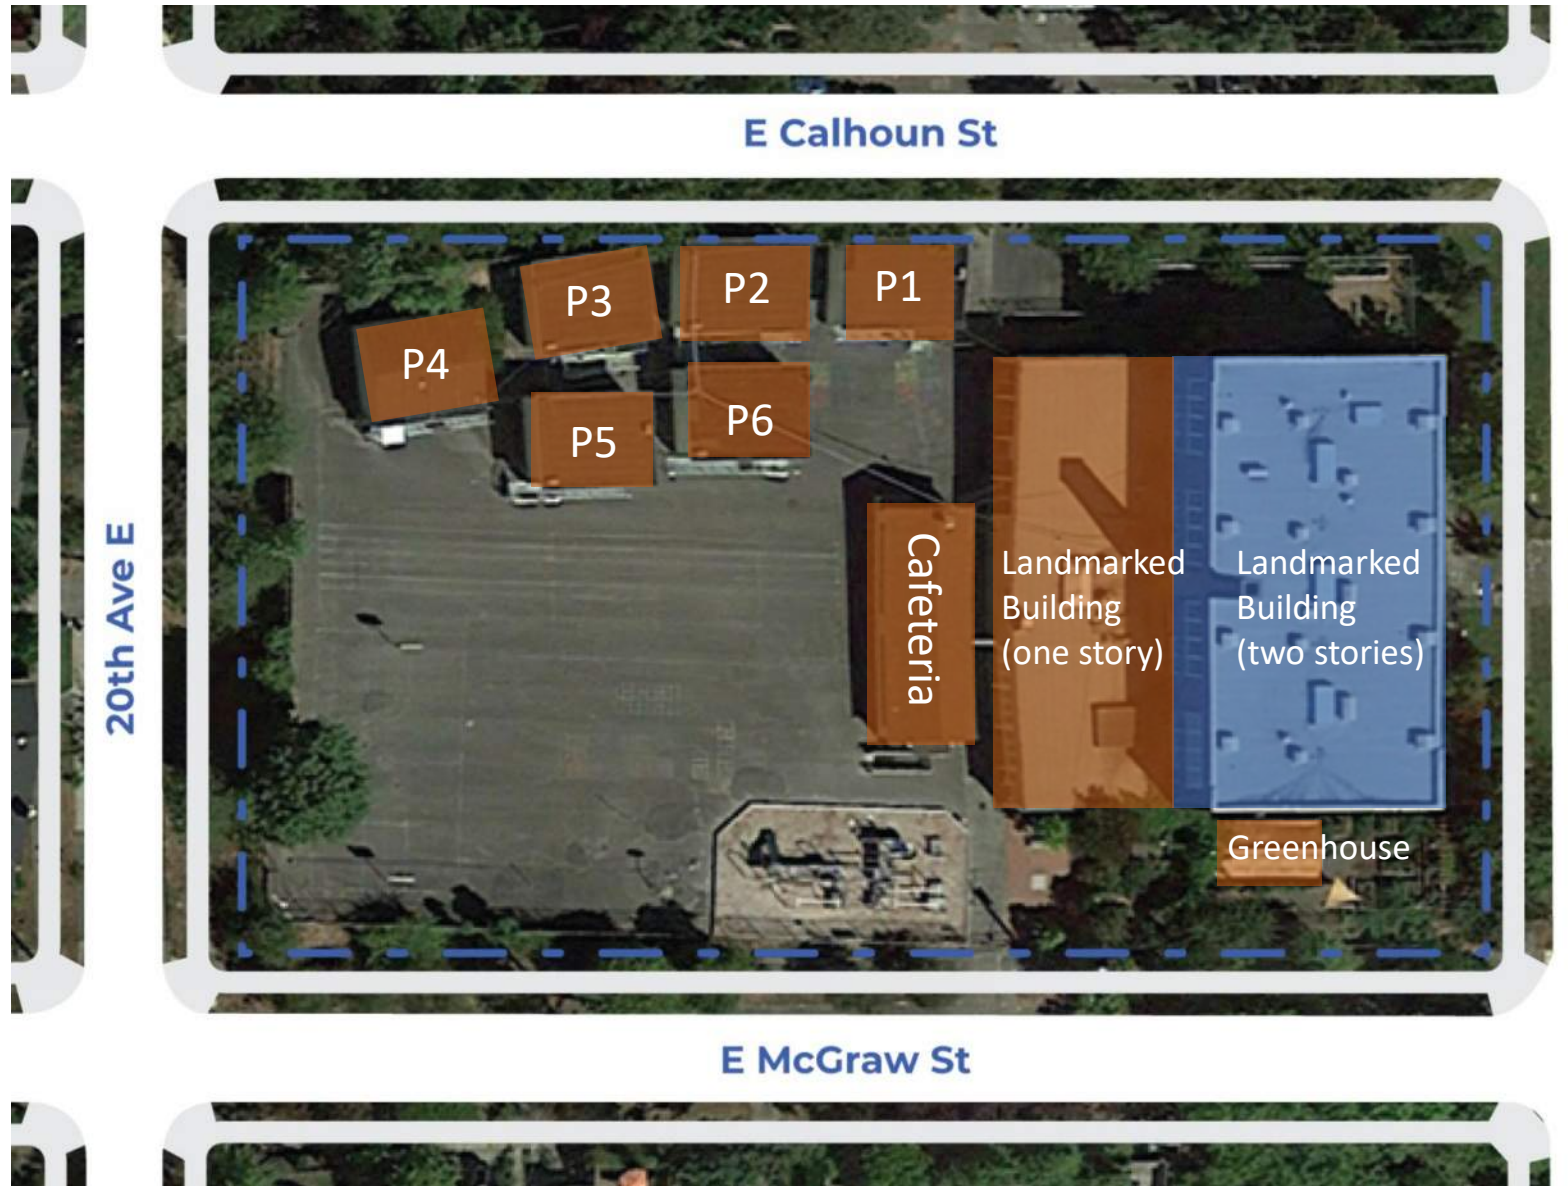 E Calhoun St
P3
P2
P1
P4
P5
P6
20th Ave E
Cafeteria
Landmarked
Building
(one story)
Landmarked
Building
(two stories)
Greenhouse
E McGraw St